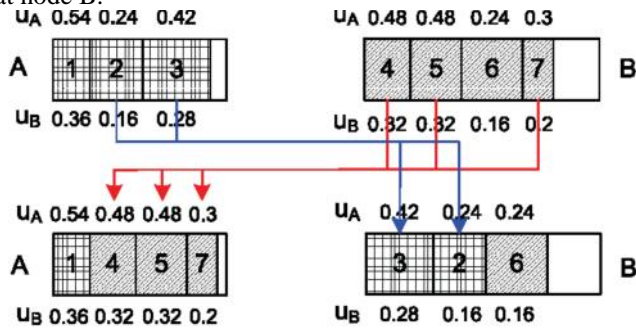 at node B.
uA 0.54 0.24 0.42
uA 0.48 0.48 0.24 0.3
A 1 2 3
4 5 6 7 B
uB 0.36 0.16 0.28
uB 0.32 0.32 0.16 0.2
uA 0.54 0.48 0.48 0.3
uA 0.42 0.24 0.24
A 1 4 5 7
3 2 6 B
uB 0.36 0.32 0.32 0.2
uB 0.28 0.16 0.16